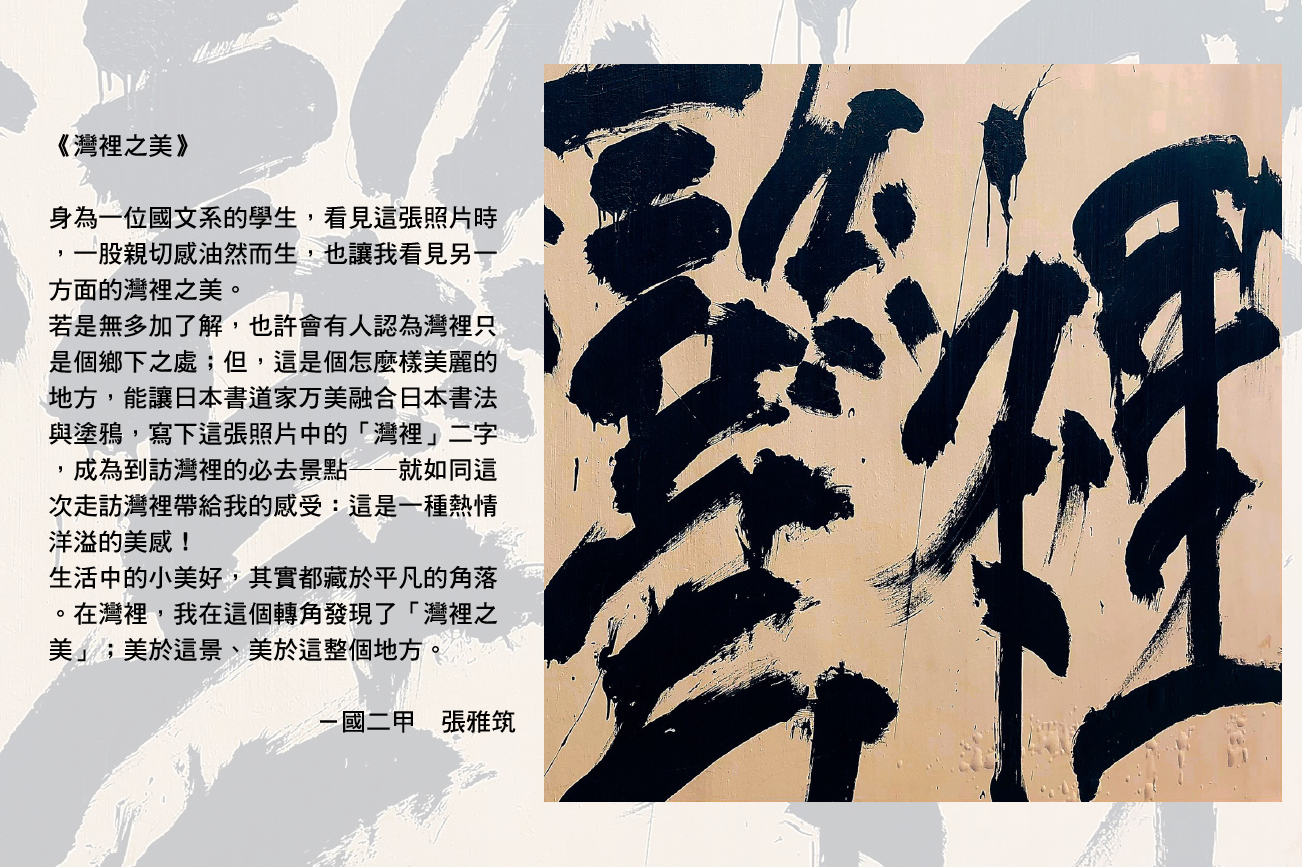 《灣裡之美》
身為一位國文系的學生，看見這張照片時
，一股親切感油然而生，也讓我看見另一
方面的灣裡之美。
若是無多加了解，也許會有人認為灣裡只
是個鄉下之處；但，這是個怎麼樣美麗的
地方，能讓日本書道家万美融合日本書法
與塗鴉，寫下這張照片中的「灣裡」二字
，成為到訪灣裡的必去景點──就如同這
次走訪灣裡帶給我的感受：這是一種熱情
洋溢的美感！
生活中的小美好，其實都藏於平凡的角落
。在灣裡，我在這個轉角發現了「灣裡之
美」；美於這景、美於這整個地方。
－國二甲　張雅筑
灣裡